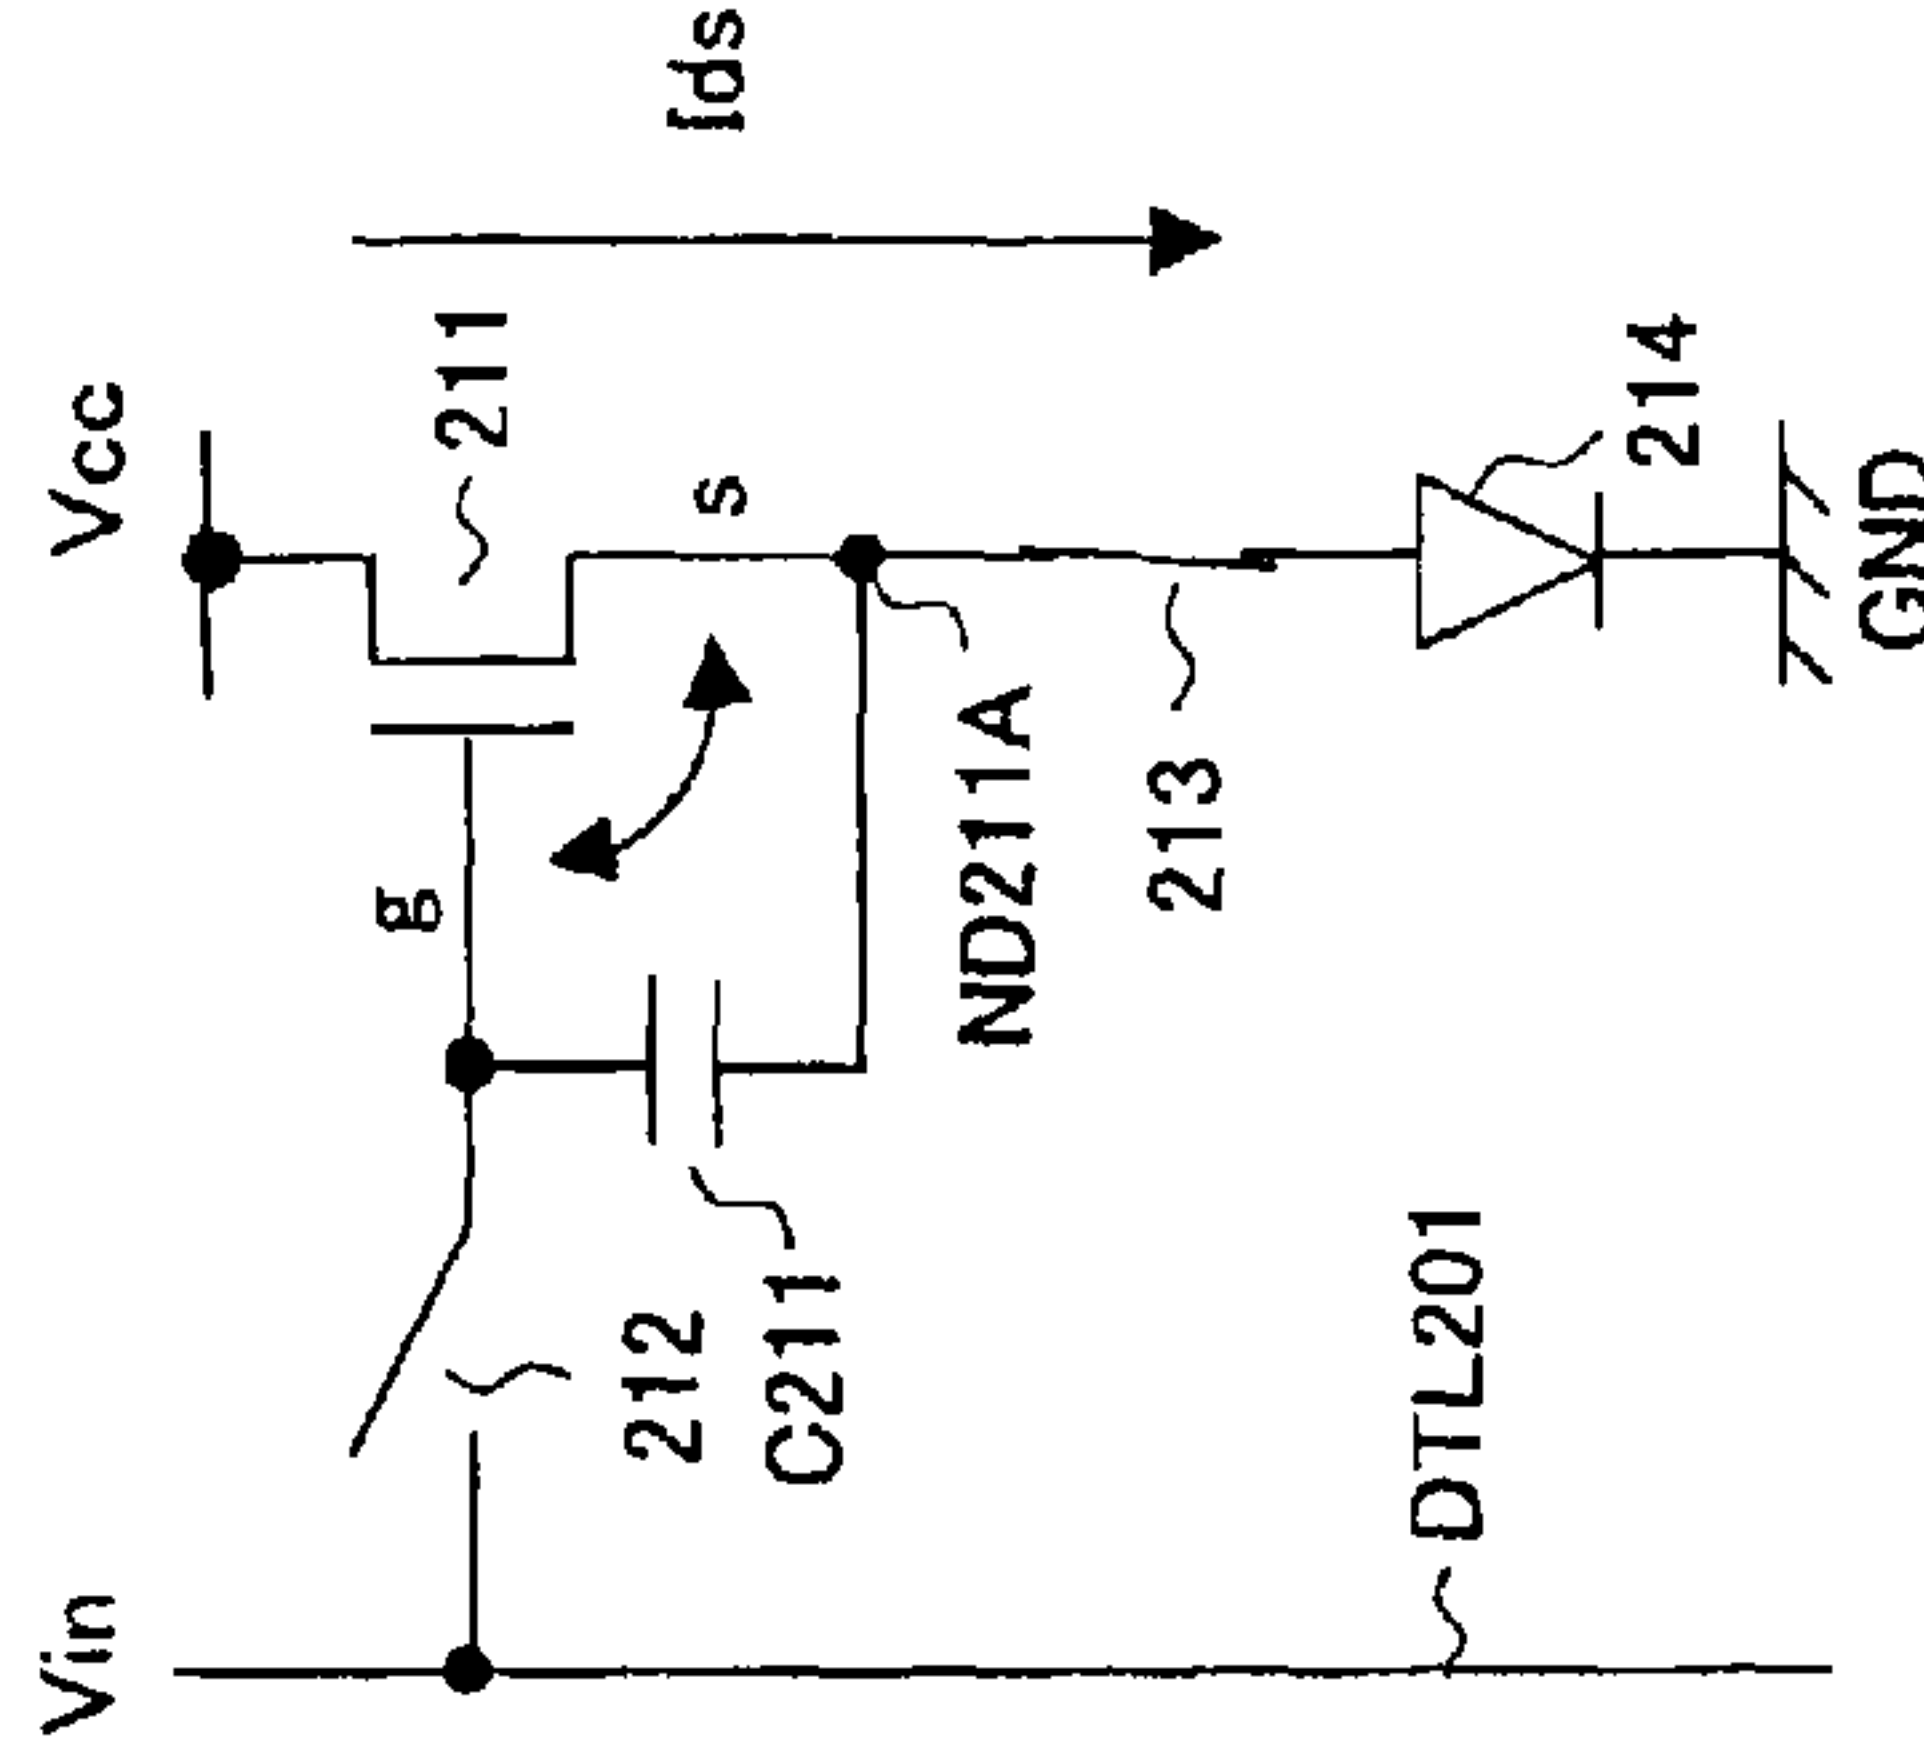 Vin
Vcc
g
211
Ids
212
s
C211
ND211A
213
DTL201
214
GND